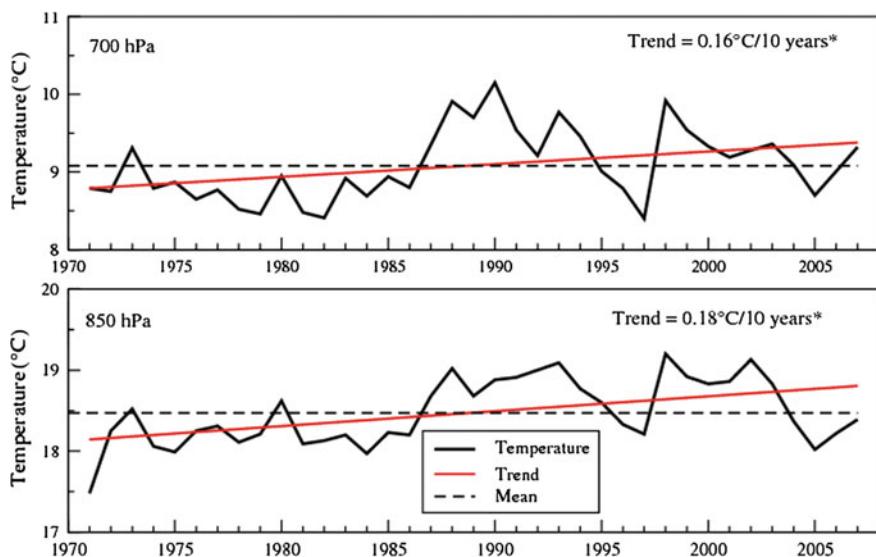 11
700 hPa
Trend = 0.16°C/10 years*
10
Temperature (°C)
9
8
1970 1975 1980 1985 1990 1995 2000 2005
20
850 hPa
Trend = 0.18°C/10 years*
19
Temperature (°C)
18
Temperature
Trend
Mean
17
1970 1975 1980 1985 1990 1995 2000 2005